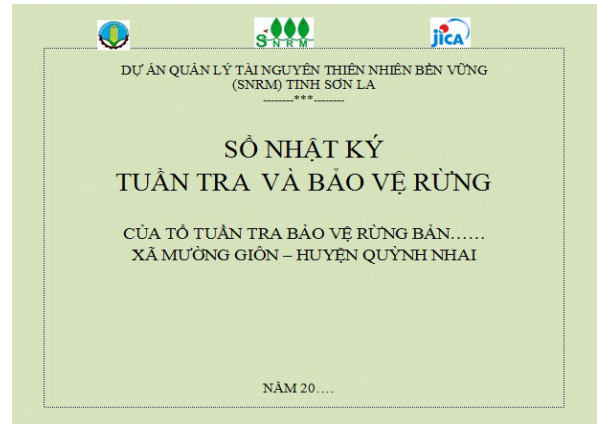 SNRM
jICA
DỰ ÁN QUẢN LÝ TÀI NGUYÊN THIÊN NHIÊN BỀN VỮNG
(SNRM) TỈNH SƠN LA
--------***--------
SỔ NHẬT KÝ
TUẦN TRA VÀ BẢO VỆ RỪNG
CỦA TỔ TUẦN TRA BẢO VỆ RỪNG BẢN……
XÃ MƯỜNG GIÔN – HUYỆN QUỲNH NHAI
NĂM 20….